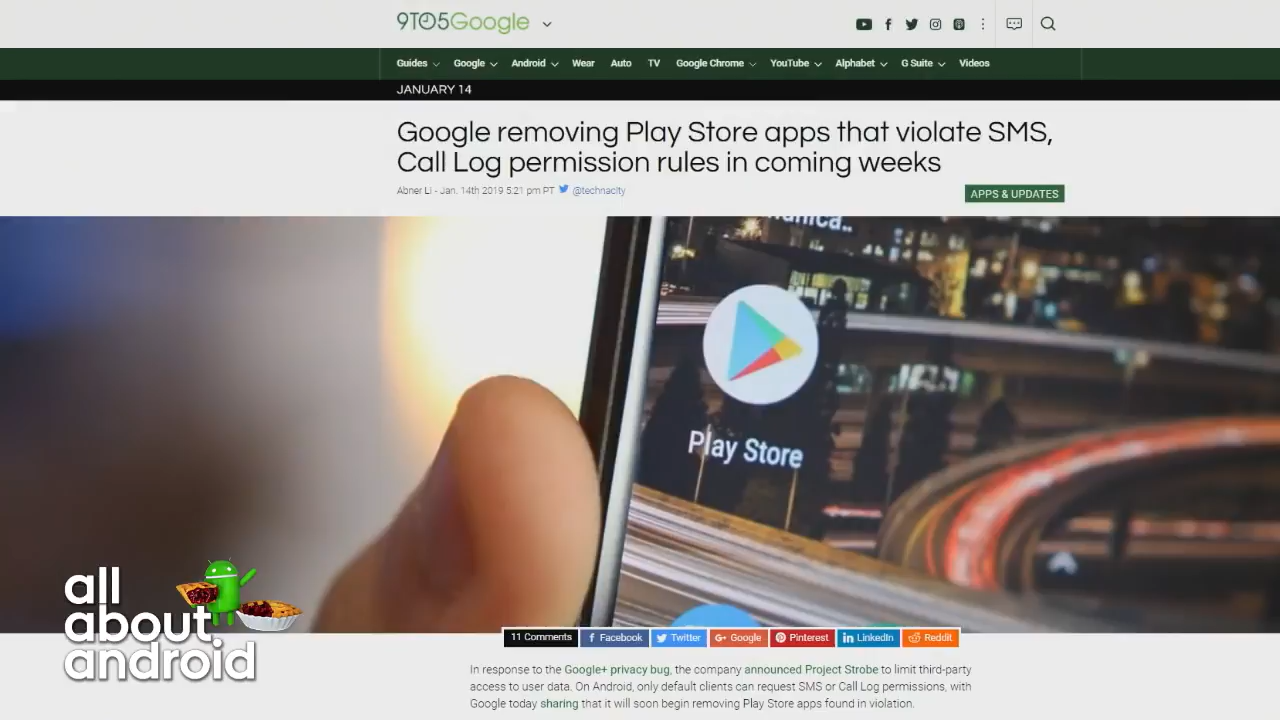 9TO5Google
Guides Google Android Wear Auto TV Google Chrome YouTube Alphabet G Suite Videos
JANUARY 14
Google removing Play Store apps that violate SMS,
Call Log permission rules in coming weeks
Abner Li - Jan. 14th 2019 5:21 pm PT @technacity
APPS & UPDATES
Play Store
all
about
android
11 Comments Facebook Twitter G+ Google Pinterest LinkedIn Reddit
In response to the Google+ privacy bug, the company announced Project Strobe to limit third-party
access to user data. On Android, only default clients can request SMS or Call Log permissions, with
Google today sharing that it will soon begin removing Play Store apps found in violation.